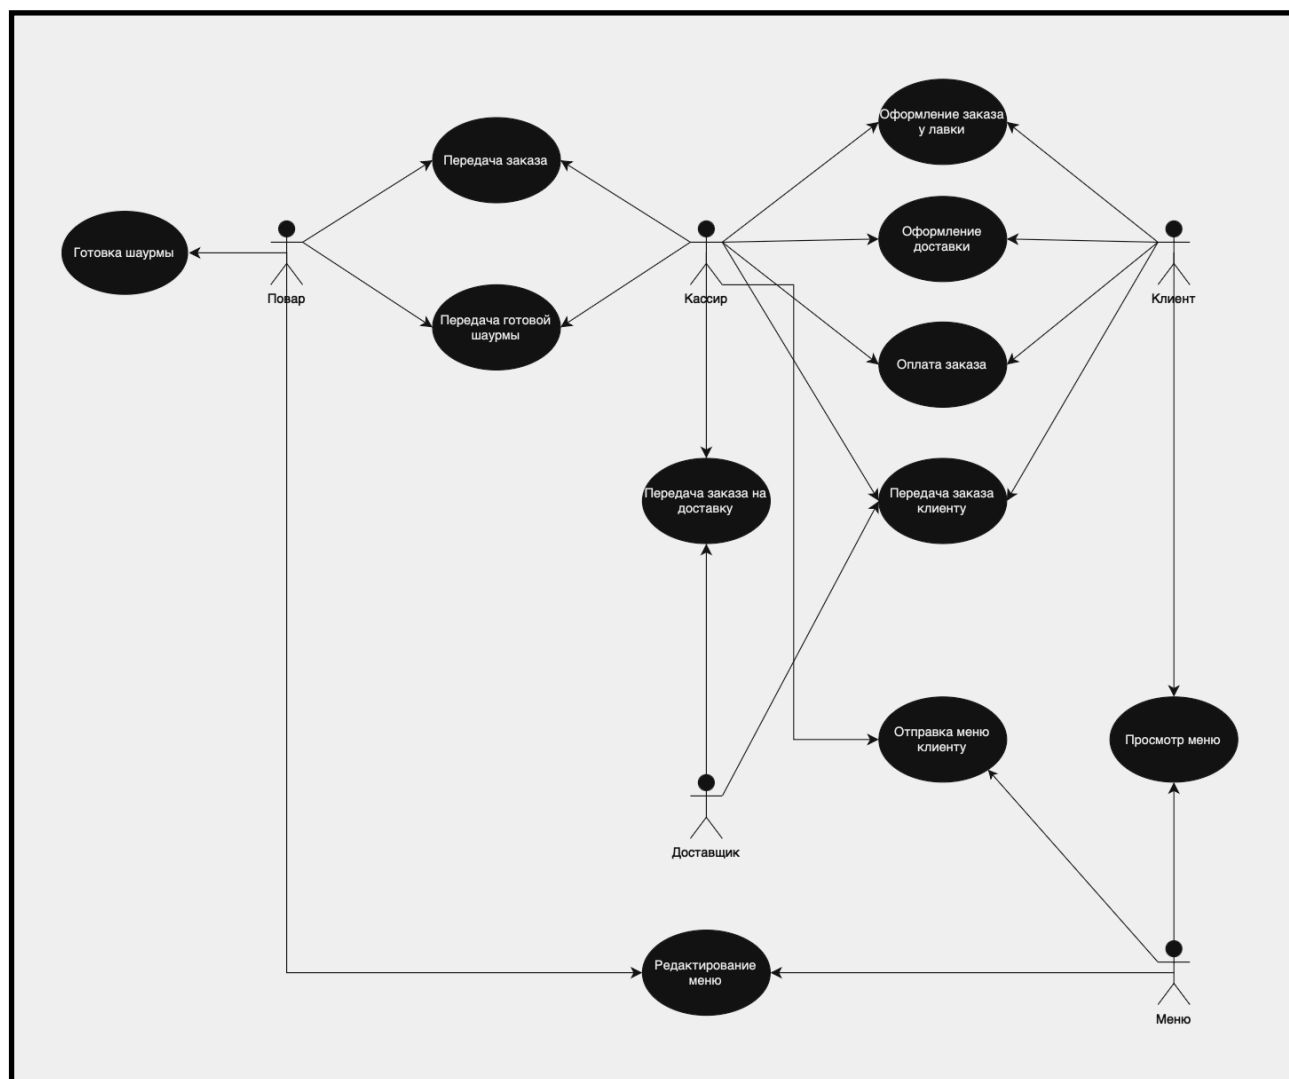 Оформление заказа
у лавки
Передача заказа
Оформление
доставки
Готовка шаурмы
Повар
Кассир
Клиент
Передача готовой
шаурмы
Оплата заказа
Передача заказа на
доставку
Передача заказа
клиенту
Отправка меню
клиенту
Просмотр меню
Доставщик
Редактирование
меню
Меню